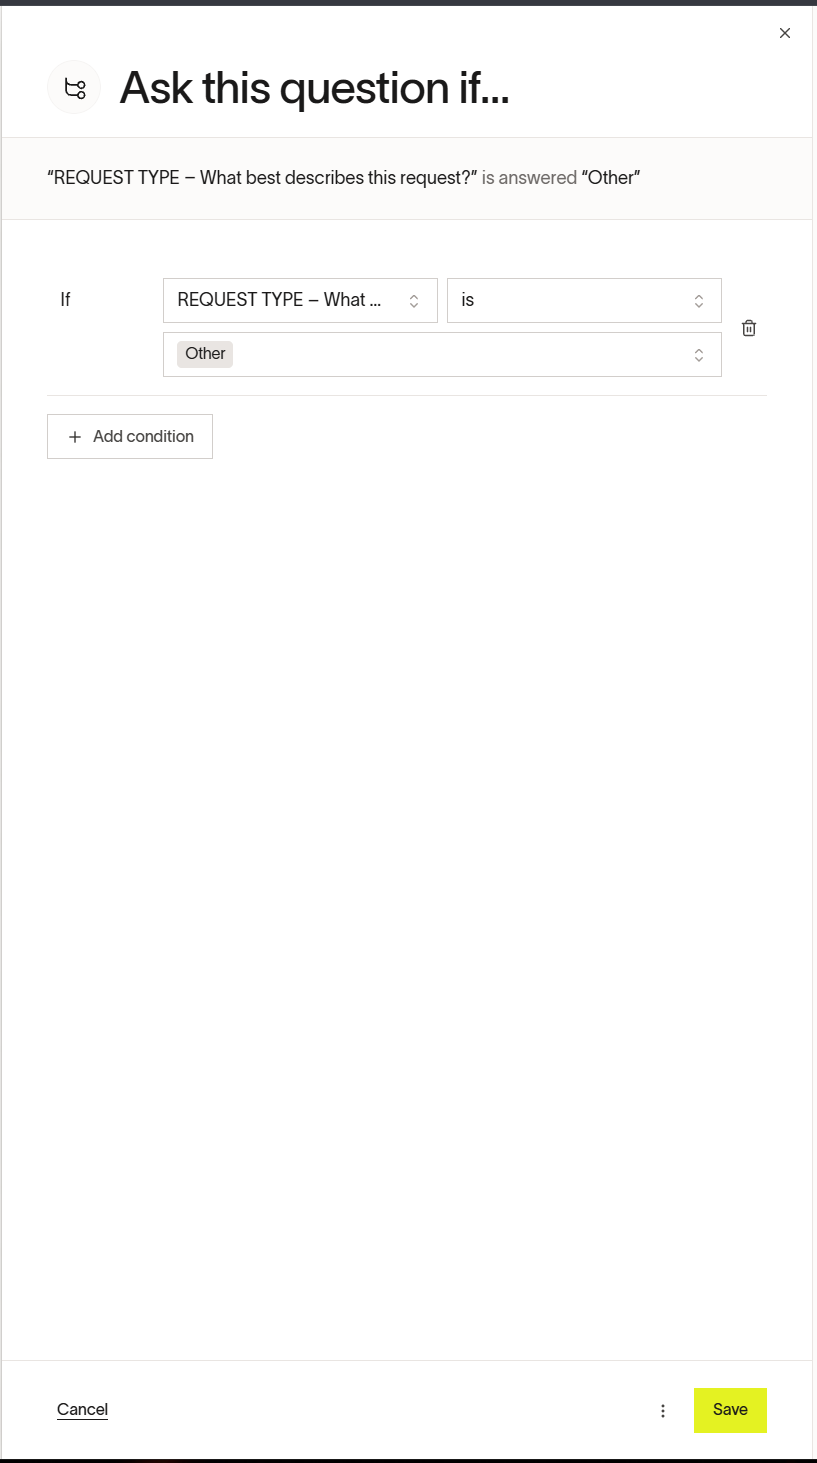 Ask this question if...
“REQUEST TYPE – What best describes this request?” is answered “Other”
If
REQUEST TYPE – What ...
is
Other
Add condition
Cancel
Save